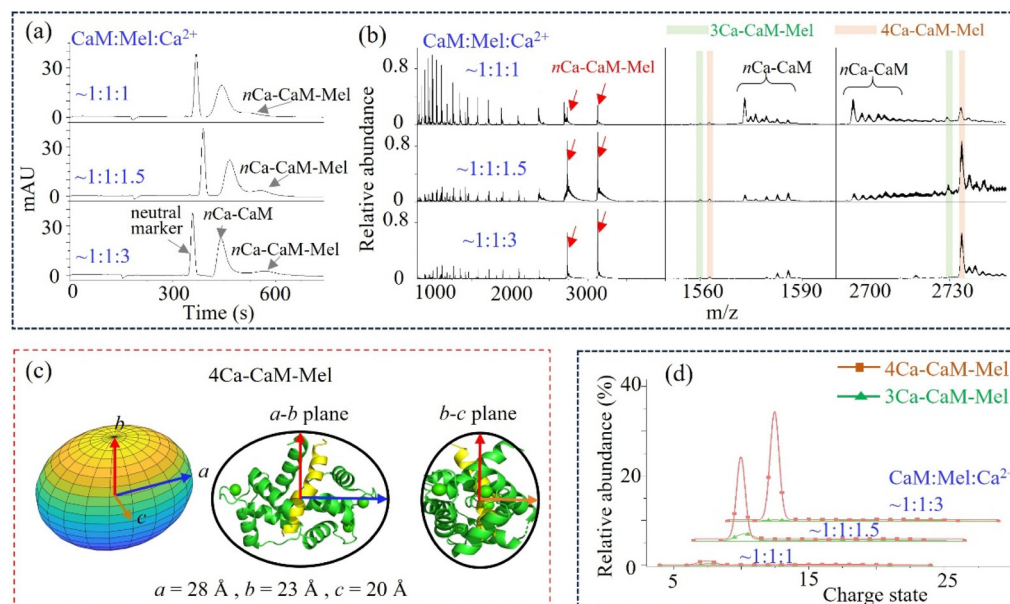 (a)
CaM:Mel:Ca²⁺
30
~1:1:1
nCa-CaM-Mel
0
30
~1:1:1.5
nCa-CaM-Mel
0
mAU
30
neutral marker
nCa-CaM
~1:1:3
nCa-CaM-Mel
0
0 300 600
Time (s)
(b)
3Ca-CaM-Mel
4Ca-CaM-Mel
CaM:Mel:Ca²⁺
0.8
~1:1:1
nCa-CaM-Mel
nCa-CaM
nCa-CaM
0
0.8
~1:1:1.5
0
0.8
~1:1:3
0
Relative abundance
1000 2000 3000
1560 1590
2700 2730
m/z
(c)
4Ca-CaM-Mel
b
a
c
a-b plane
b-c plane
a = 28 Å , b = 23 Å , c = 20 Å
(d)
4Ca-CaM-Mel
3Ca-CaM-Mel
40
20
0
Relative abundance (%)
CaM:Mel:Ca²⁺
~1:1:3
~1:1:1.5
~1:1:1
5 15 25
Charge state